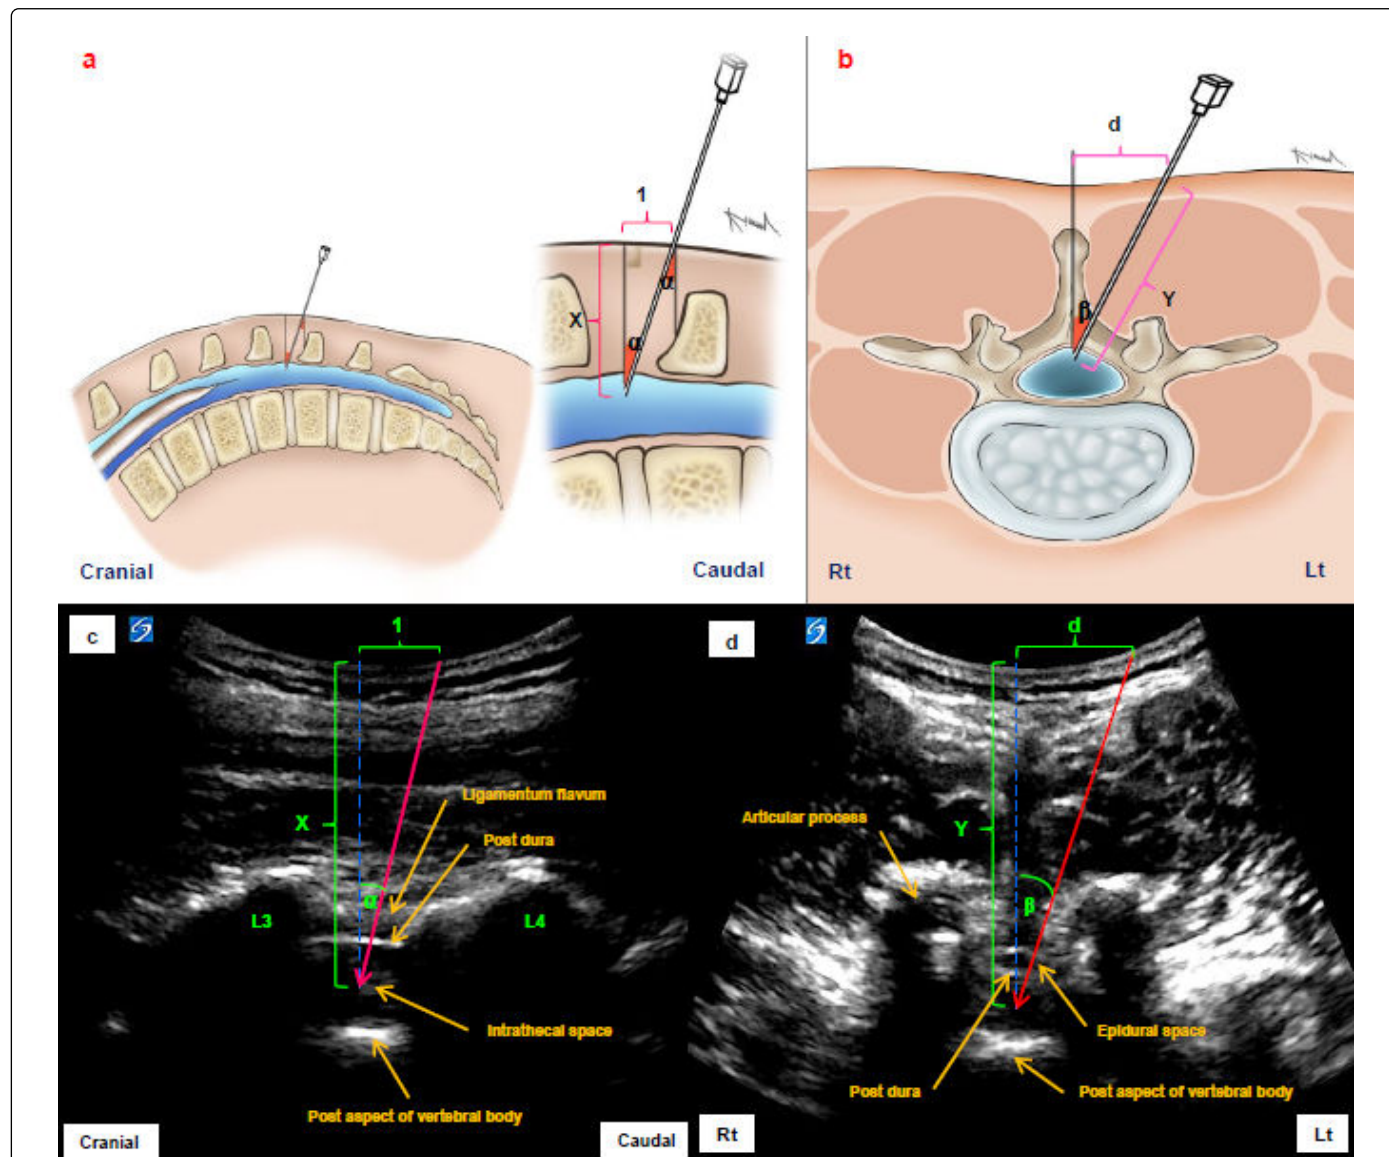 a
1
X
α
α
Cranial
Caudal
b
d
Y
β
Rt
Lt
c
1
X
Ligamentum flavum
Post dura
α
L3
L4
Intrathecal space
Post aspect of vertebral body
Cranial
Caudal
d
d
Articular process
Y
β
Epidural space
Post dura
Post aspect of vertebral body
Rt
Lt